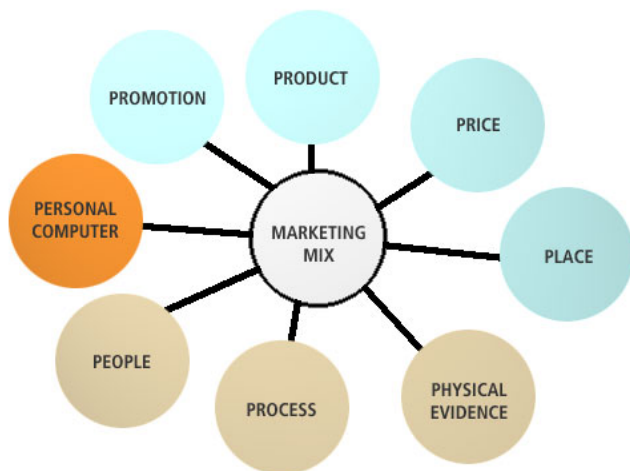 PRODUCT
PROMOTION
PRICE
PERSONAL
COMPUTER
MARKETING
MIX
PLACE
PEOPLE
PROCESS
PHYSICAL
EVIDENCE